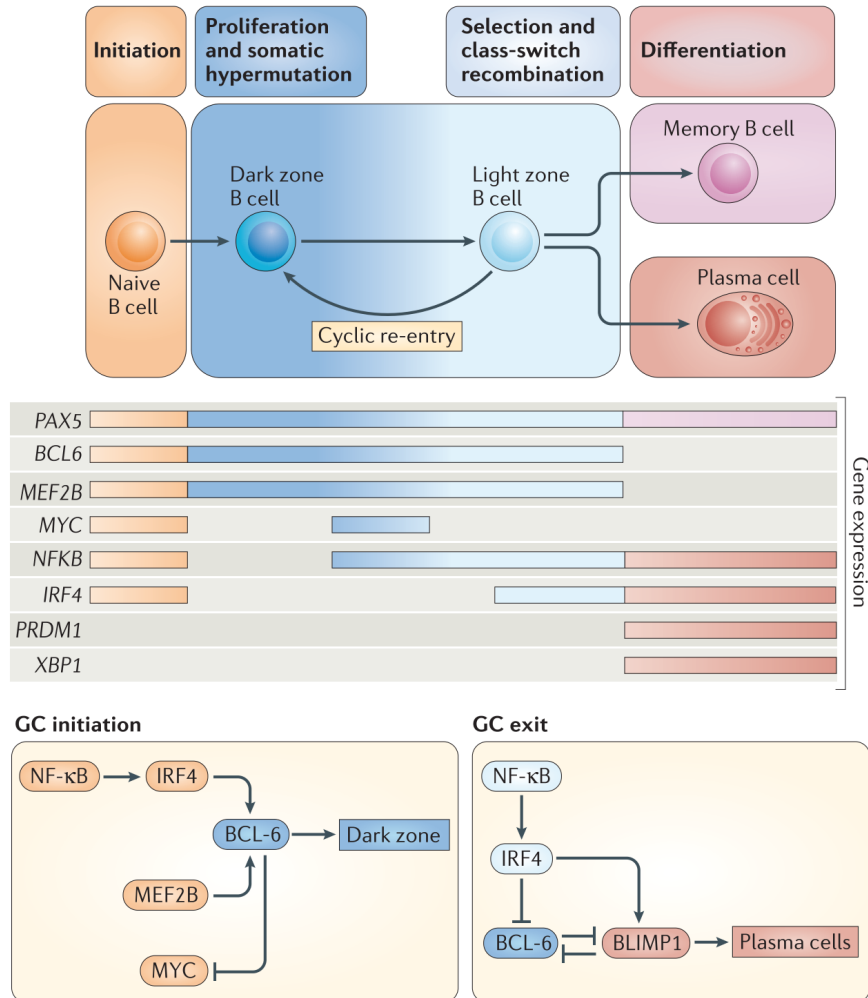 Initiation
Proliferation
and somatic
hypermutation
Selection and
class-switch
recombination
Differentiation
Naive
B cell
Dark zone
B cell
Light zone
B cell
Cyclic re-entry
Memory B cell
Plasma cell
PAX5
BCL6
MEF2B
MYC
NFKB
IRF4
PRDM1
XBP1
Gene expression
GC initiation
NF-κB
IRF4
BCL-6
Dark zone
MEF2B
MYC
GC exit
NF-κB
IRF4
BCL-6
BLIMP1
Plasma cells